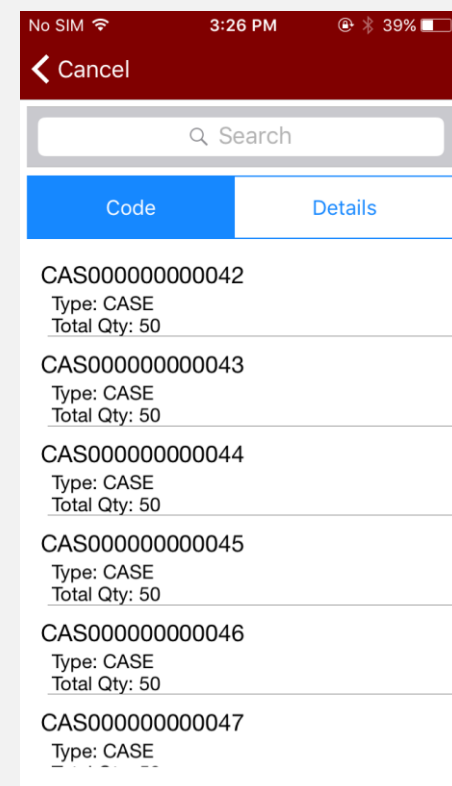 No SIM 3:26 PM 39%
Cancel
Search
Code Details
CAS000000000042
Type: CASE
Total Qty: 50
CAS000000000043
Type: CASE
Total Qty: 50
CAS000000000044
Type: CASE
Total Qty: 50
CAS000000000045
Type: CASE
Total Qty: 50
CAS000000000046
Type: CASE
Total Qty: 50
CAS000000000047
Type: CASE